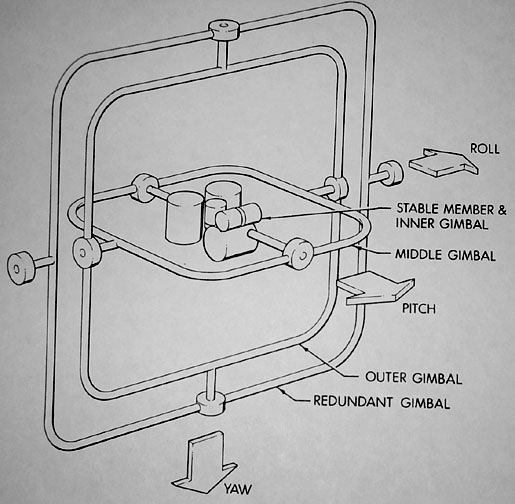 ROLL
STABLE MEMBER &
INNER GIMBAL
MIDDLE GIMBAL
PITCH
OUTER GIMBAL
REDUNDANT GIMBAL
YAW